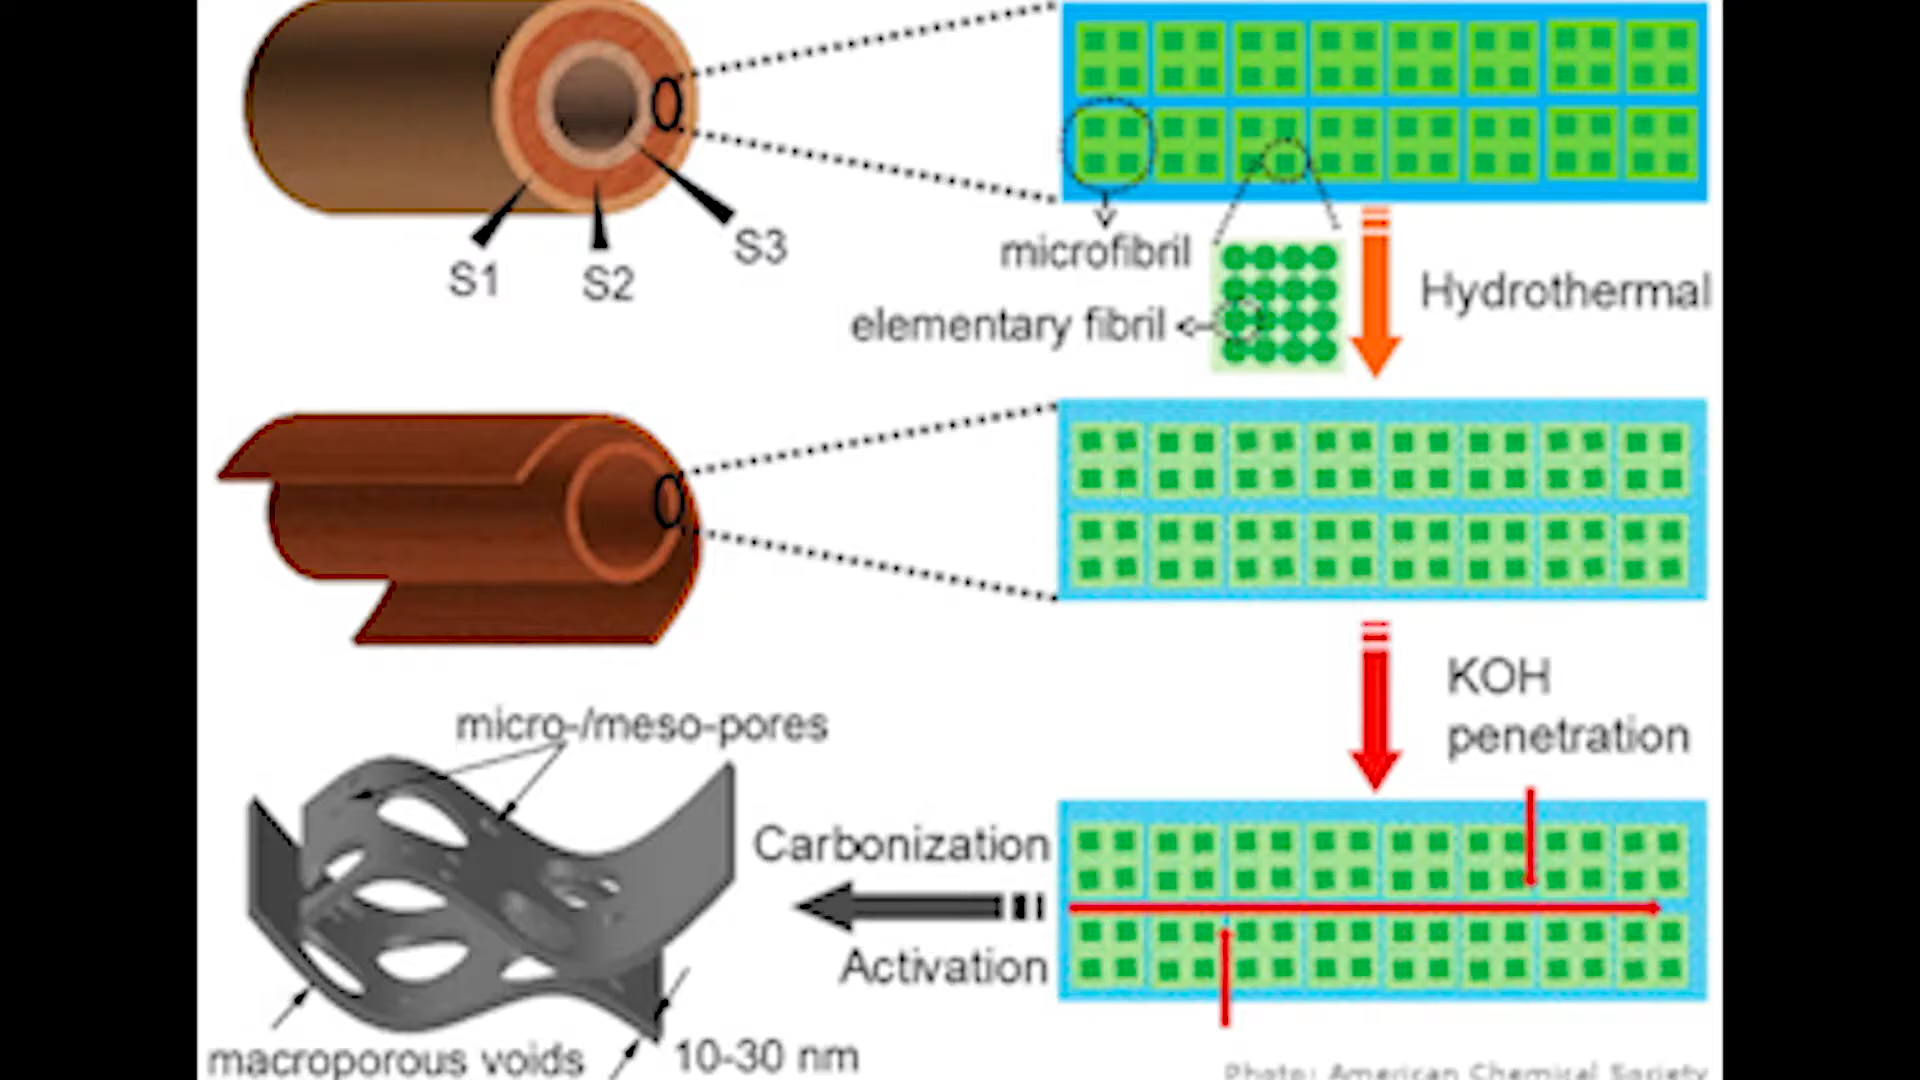 S1
S2
S3
microfibril
elementary fibril
Hydrothermal
KOH
penetration
micro-/meso-pores
Carbonization
Activation
macroporous voids
10-30 nm
Photo: American Chemical Society